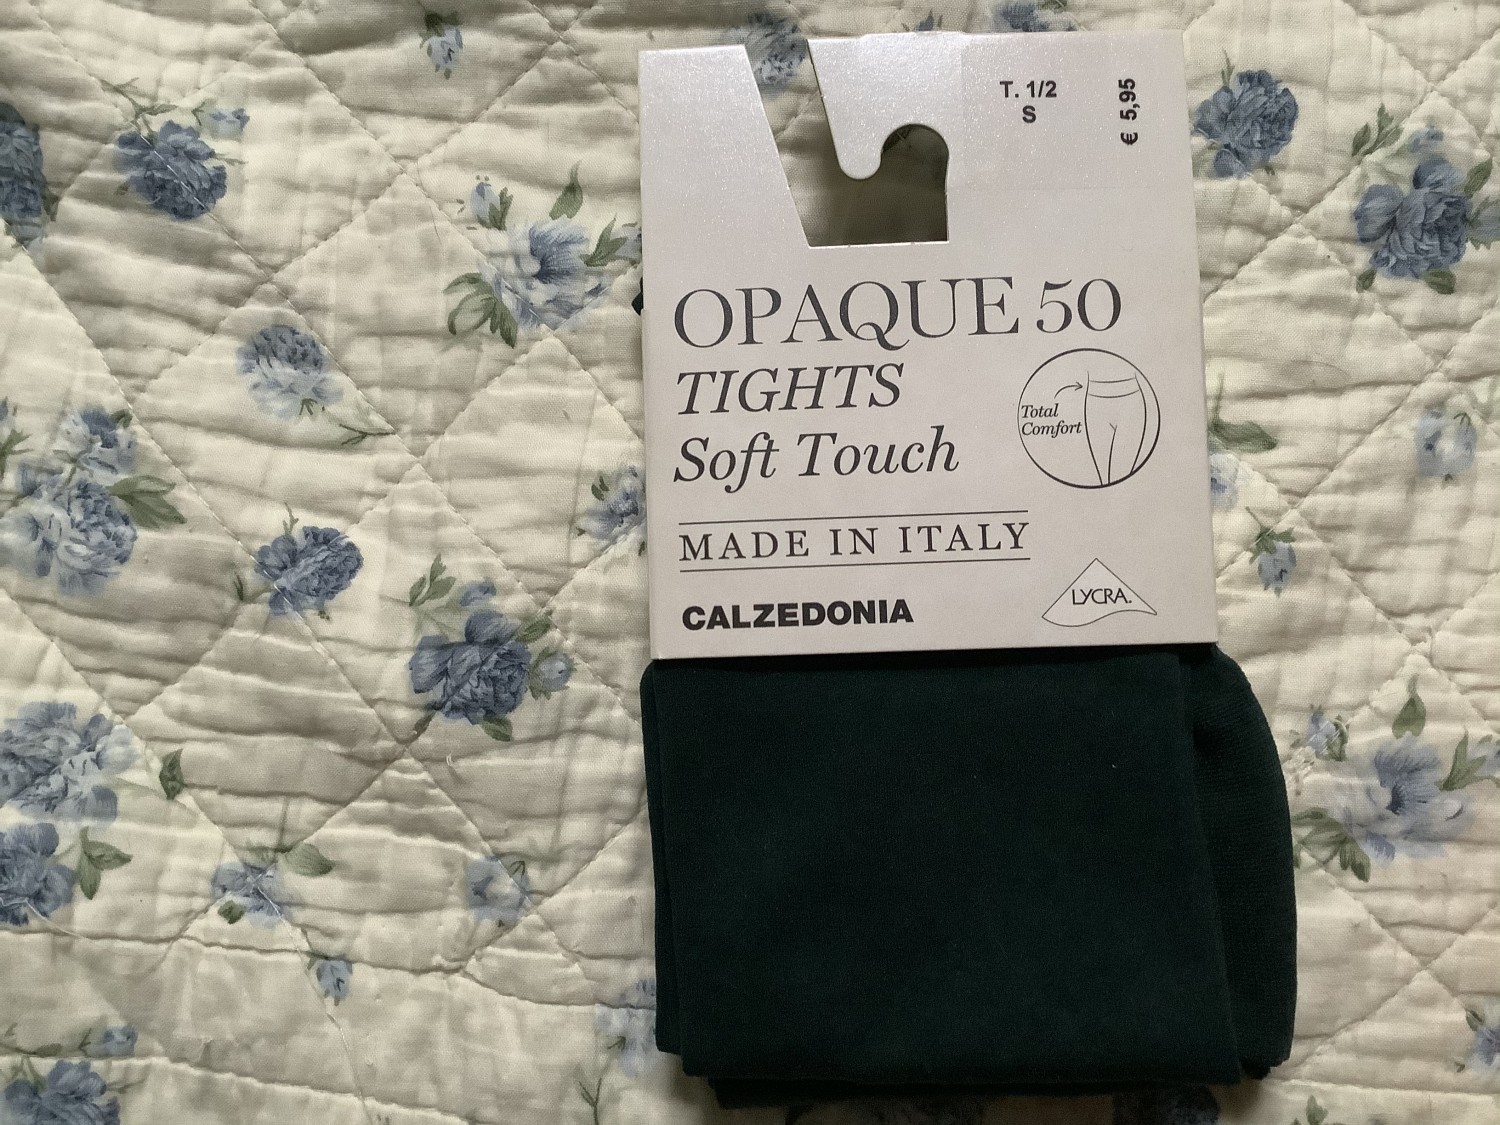 T. 1/2
S
€ 5,95
OPAQUE 50
TIGHTS
Soft Touch
Total
Comfort
MADE IN ITALY
CALZEDONIA
LYCRA.